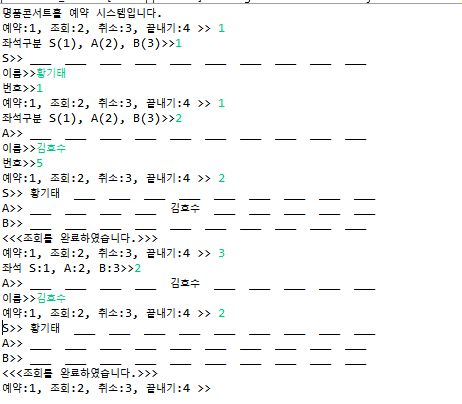 명품콘서트홀 예약 시스템입니다.
예약:1, 조회:2, 취소:3, 끝내기:4 >> 1
좌석구분 S(1), A(2), B(3)>>1
S>> ___ ___ ___ ___ ___ ___ ___ ___ ___ ___
이름>>황기태
번호>>1
예약:1, 조회:2, 취소:3, 끝내기:4 >> 1
좌석구분 S(1), A(2), B(3)>>2
A>> ___ ___ ___ ___ ___ ___ ___ ___ ___ ___
이름>>김효수
번호>>5
예약:1, 조회:2, 취소:3, 끝내기:4 >> 2
S>> 황기태 ___ ___ ___ ___ ___ ___ ___ ___ ___
A>> ___ ___ ___ ___ 김효수 ___ ___ ___ ___ ___
B>> ___ ___ ___ ___ ___ ___ ___ ___ ___ ___
<<<조회를 완료하였습니다.>>>
예약:1, 조회:2, 취소:3, 끝내기:4 >> 3
좌석 S:1, A:2, B:3>>2
A>> ___ ___ ___ ___ 김효수 ___ ___ ___ ___ ___
이름>>김효수
예약:1, 조회:2, 취소:3, 끝내기:4 >> 2
S>> 황기태 ___ ___ ___ ___ ___ ___ ___ ___ ___
A>> ___ ___ ___ ___ ___ ___ ___ ___ ___ ___
B>> ___ ___ ___ ___ ___ ___ ___ ___ ___ ___
<<<조회를 완료하였습니다.>>>
예약:1, 조회:2, 취소:3, 끝내기:4 >>